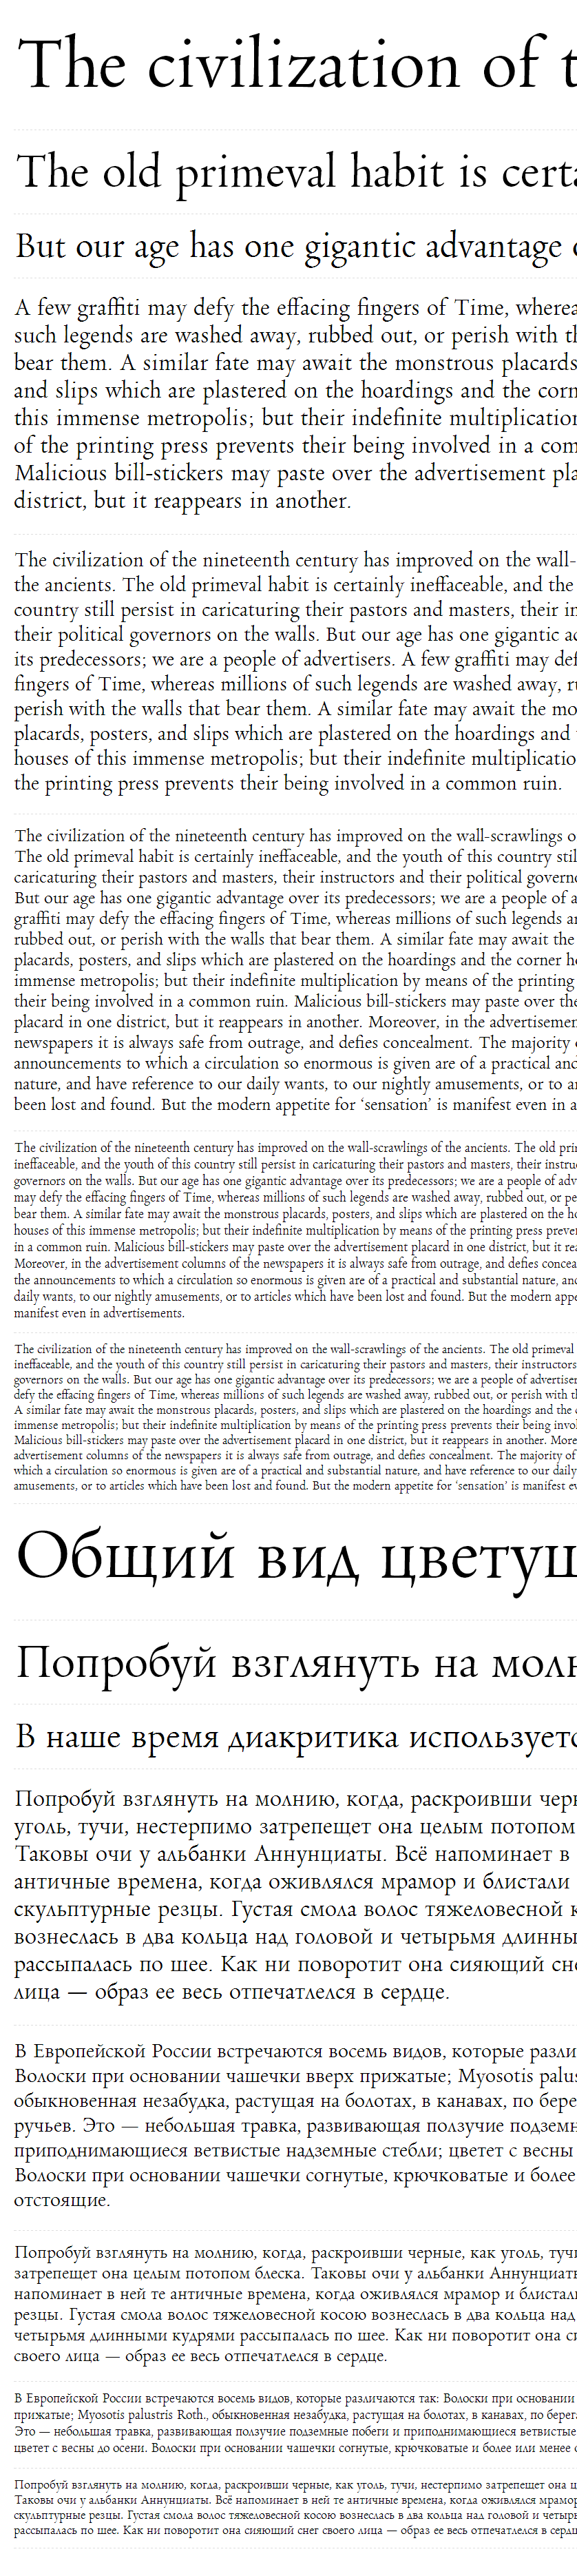 The civilization of t
The old primeval habit is certa
But our age has one gigantic advantage
A few graffiti may defy the effacing fingers of Time, wherea
such legends are washed away, rubbed out, or perish with th
bear them. A similar fate may await the monstrous placards
and slips which are plastered on the hoardings and the corn
this immense metropolis; but their indefinite multiplication
of the printing press prevents their being involved in a com
Malicious bill-stickers may paste over the advertisement pla
district, but it reappears in another.
The civilization of the nineteenth century has improved on the wall-
the ancients. The old primeval habit is certainly ineffaceable, and the
country still persist in caricaturing their pastors and masters, their in
their political governors on the walls. But our age has one gigantic ad
its predecessors; we are a people of advertisers. A few graffiti may def
fingers of Time, whereas millions of such legends are washed away, ru
perish with the walls that bear them. A similar fate may await the mo
placards, posters, and slips which are plastered on the hoardings and
houses of this immense metropolis; but their indefinite multiplicatio
the printing press prevents their being involved in a common ruin.
The civilization of the nineteenth century has improved on the wall-scrawlings o
The old primeval habit is certainly ineffaceable, and the youth of this country stil
caricaturing their pastors and masters, their instructors and their political governo
But our age has one gigantic advantage over its predecessors; we are a people of a
graffiti may defy the effacing fingers of Time, whereas millions of such legends ar
rubbed out, or perish with the walls that bear them. A similar fate may await the
placards, posters, and slips which are plastered on the hoardings and the corner ho
immense metropolis; but their indefinite multiplication by means of the printing
their being involved in a common ruin. Malicious bill-stickers may paste over the
placard in one district, but it reappears in another. Moreover, in the advertisemen
newspapers it is always safe from outrage, and defies concealment. The majority
announcements to which a circulation so enormous is given are of a practical and
nature, and have reference to our daily wants, to our nightly amusements, or to ar
been lost and found. But the modern appetite for ‘sensation’ is manifest even in a
The civilization of the nineteenth century has improved on the wall-scrawlings of the ancients. The old prim
ineffaceable, and the youth of this country still persist in caricaturing their pastors and masters, their instruc
governors on the walls. But our age has one gigantic advantage over its predecessors; we are a people of adv
may defy the effacing fingers of Time, whereas millions of such legends are washed away, rubbed out, or pe
bear them. A similar fate may await the monstrous placards, posters, and slips which are plastered on the ho
houses of this immense metropolis; but their indefinite multiplication by means of the printing press preven
in a common ruin. Malicious bill-stickers may paste over the advertisement placard in one district, but it rea
Moreover, in the advertisement columns of the newspapers it is always safe from outrage, and defies concea
the announcements to which a circulation so enormous is given are of a practical and substantial nature, and
daily wants, to our nightly amusements, or to articles which have been lost and found. But the modern appe
manifest even in advertisements.
The civilization of the nineteenth century has improved on the wall-scrawlings of the ancients. The old primeval
ineffaceable, and the youth of this country still persist in caricaturing their pastors and masters, their instructors
governors on the walls. But our age has one gigantic advantage over its predecessors; we are a people of advertiser
defy the effacing fingers of Time, whereas millions of such legends are washed away, rubbed out, or perish with th
A similar fate may await the monstrous placards, posters, and slips which are plastered on the hoardings and the c
immense metropolis; but their indefinite multiplication by means of the printing press prevents their being invol
Malicious bill-stickers may paste over the advertisement placard in one district, but it reappears in another. More
advertisement columns of the newspapers it is always safe from outrage, and defies concealment. The majority of
which a circulation so enormous is given are of a practical and substantial nature, and have reference to our daily
amusements, or to articles which have been lost and found. But the modern appetite for ‘sensation’ is manifest ev
Общий вид цветущ
Попробуй взглянуть на молн
В наше время диакритика используетс
Попробуй взглянуть на молнию, когда, раскроивши черн
уголь, тучи, нестерпимо затрепещет она целым потопом
Таковы очи у альбанки Аннунциаты. Всё напоминает в
античные времена, когда оживлялся мрамор и блистали
скульптурные резцы. Густая смола волос тяжеловесной к
вознеслась в два кольца над головой и четырьмя длинны
рассыпалась по шее. Как ни поворотит она сияющий сне
лица — образ ее весь отпечатлелся в сердце.
В Европейской России встречаются восемь видов, которые разли
Волоски при основании чашечки вверх прижатые; Myosotis palus
обыкновенная незабудка, растущая на болотах, в канавах, по бере
ручьев. Это — небольшая травка, развивающая ползучие подземн
приподнимающиеся ветвистые надземные стебли; цветет с весны
Волоски при основании чашечки согнутые, крючковатые и более
отстоящие.
Попробуй взглянуть на молнию, когда, раскроивши черные, как уголь, тучи
затрепещет она целым потопом блеска. Таковы очи у альбанки Аннунциаты
напоминает в ней те античные времена, когда оживлялся мрамор и блистали
резцы. Густая смола волос тяжеловесной косою вознеслась в два кольца над
четырьмя длинными кудрями рассыпалась по шее. Как ни поворотит она си
своего лица — образ ее весь отпечатлелся в сердце.
В Европейской России встречаются восемь видов, которые различаются так: Волоски при основании
прижатые; Myosotis palustris Roth., обыкновенная незабудка, растущая на болотах, в канавах, по берега
Это — небольшая травка, развивающая ползучие подземные побеги и приподнимающиеся ветвистые
цветет с весны до осени. Волоски при основании чашечки согнутые, крючковатые и более или менее о
Попробуй взглянуть на молнию, когда, раскроивши черные, как уголь, тучи, нестерпимо затрепещет она ц
Таковы очи у альбанки Аннунциаты. Всё напоминает в ней те античные времена, когда оживлялся мрамор
скульптурные резцы. Густая смола волос тяжеловесной косою вознеслась в два кольца над головой и четырь
рассыпалась по шее. Как ни поворотит она сияющий снег своего лица — образ ее весь отпечатлелся в сердц